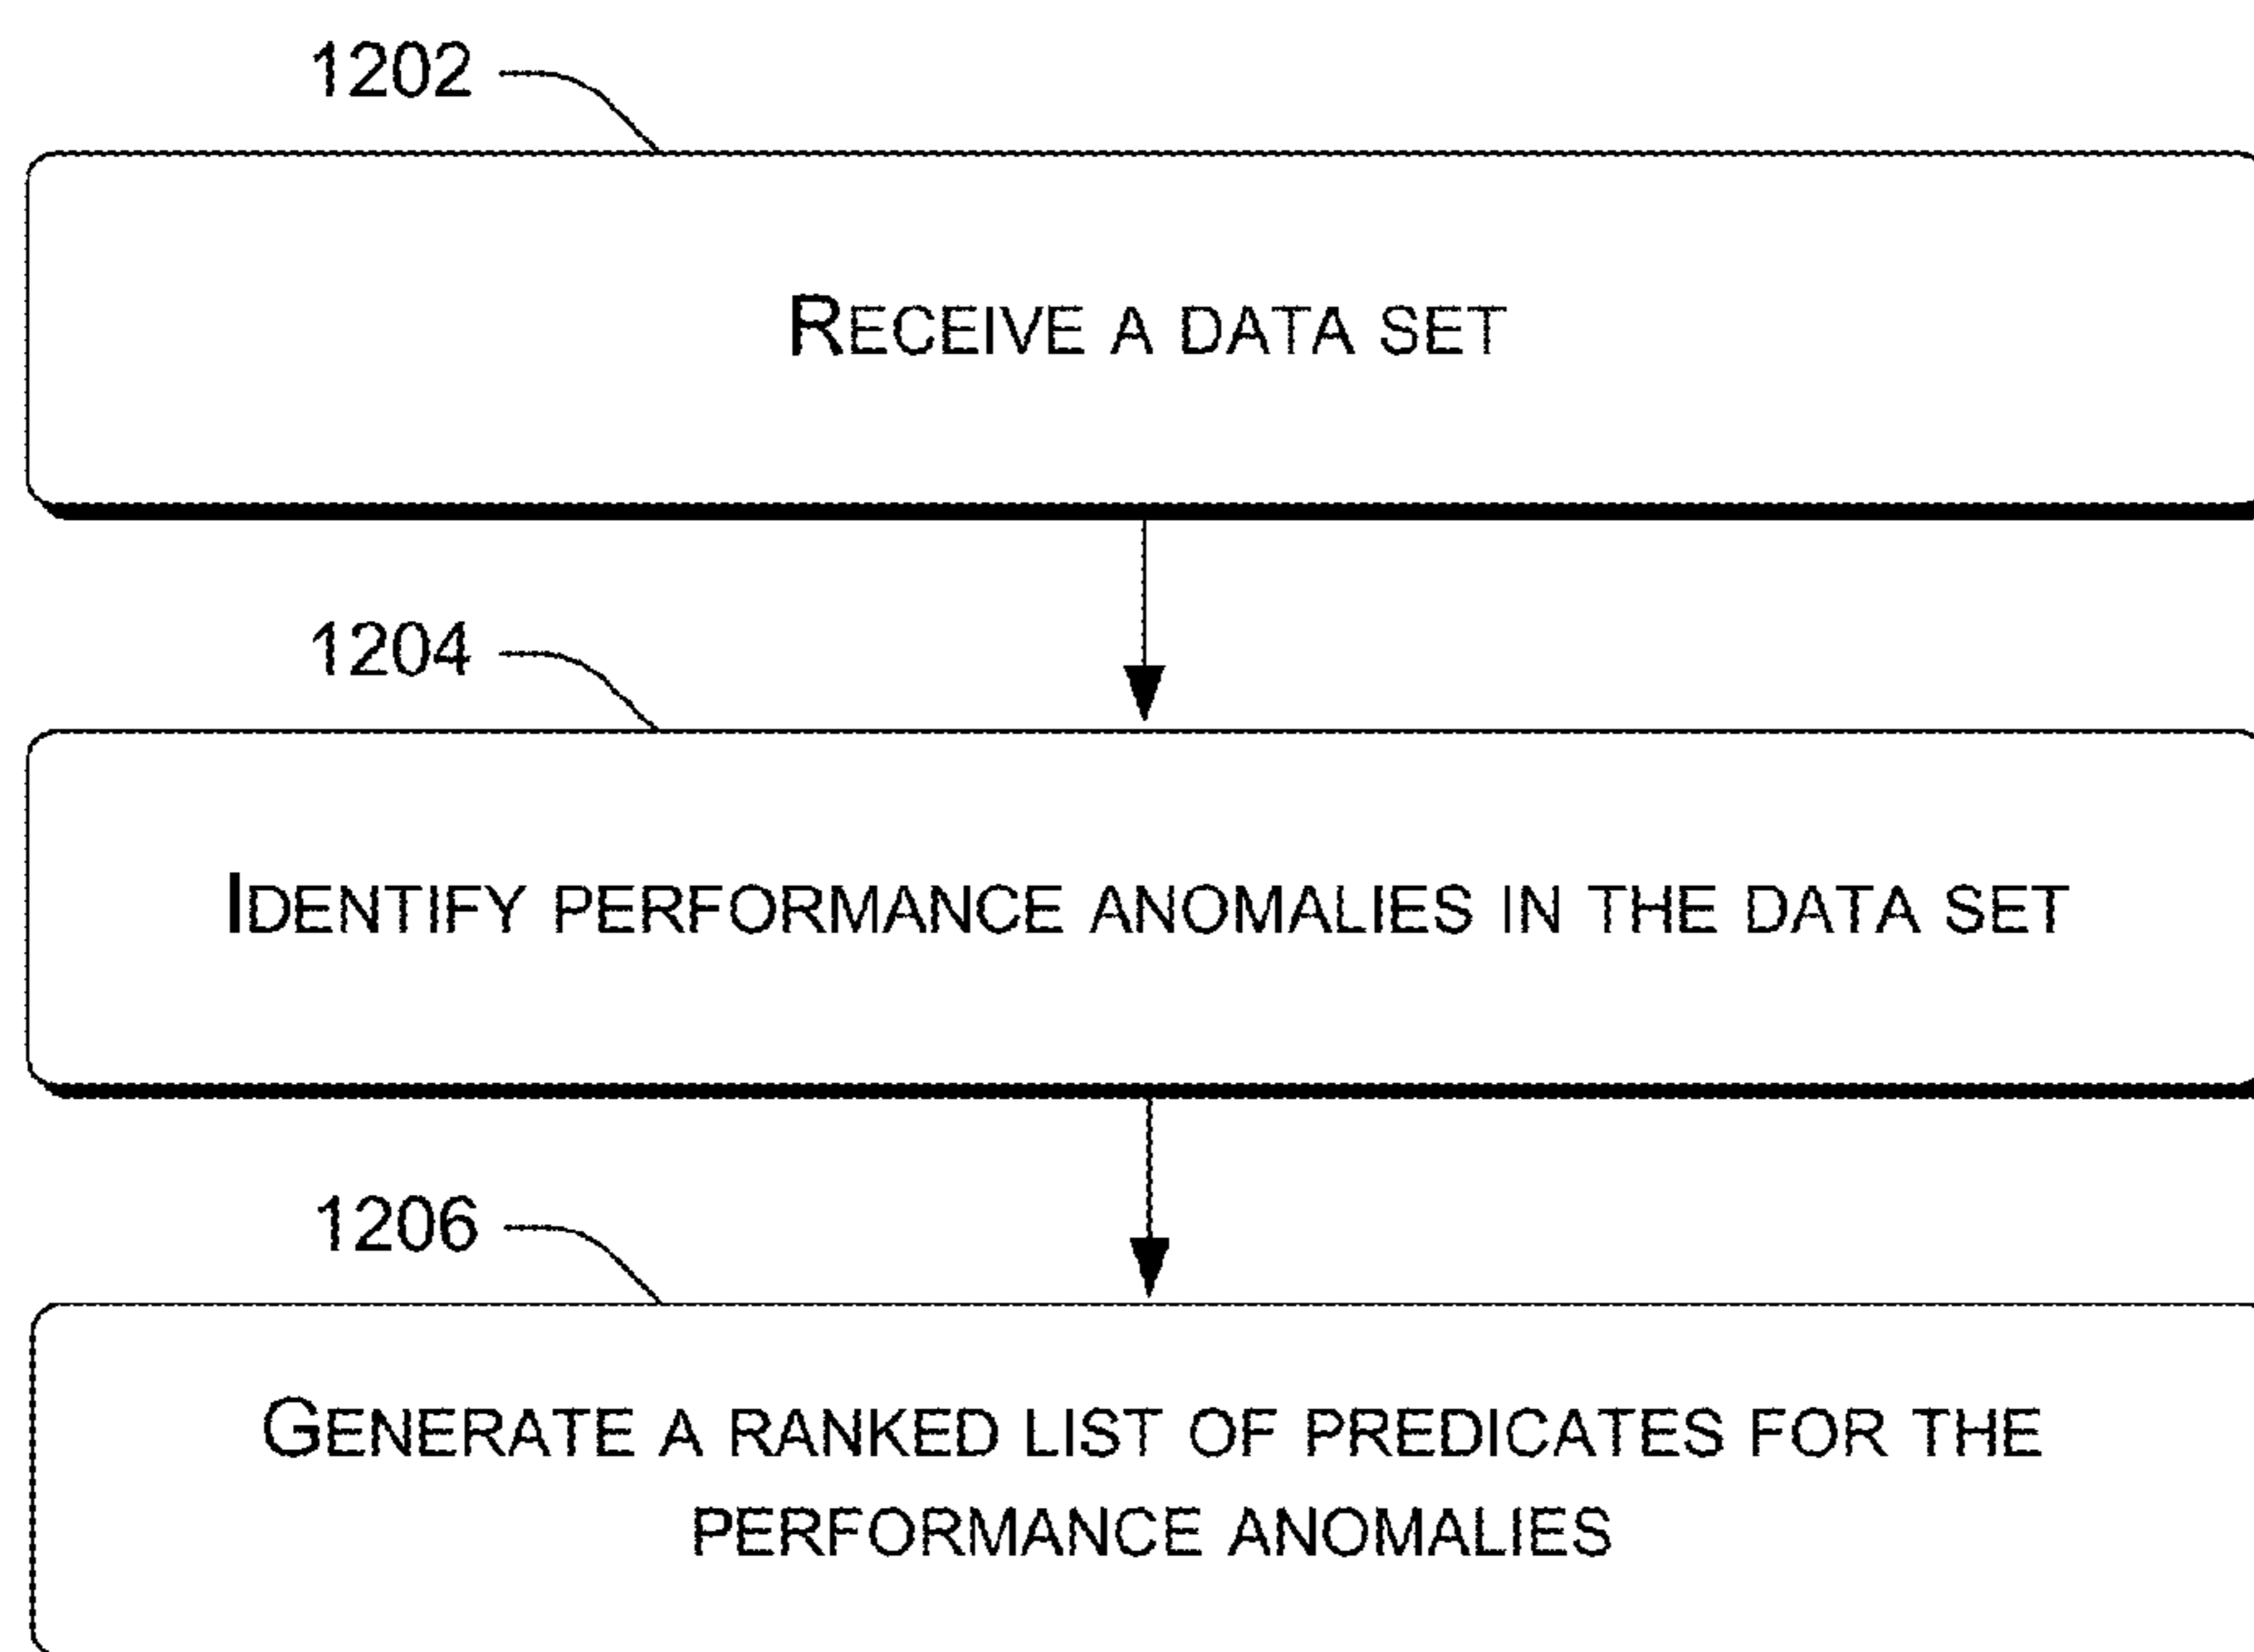 1202
RECEIVE A DATA SET
1204
IDENTIFY PERFORMANCE ANOMALIES IN THE DATA SET
1206
GENERATE A RANKED LIST OF PREDICATES FOR THE
PERFORMANCE ANOMALIES